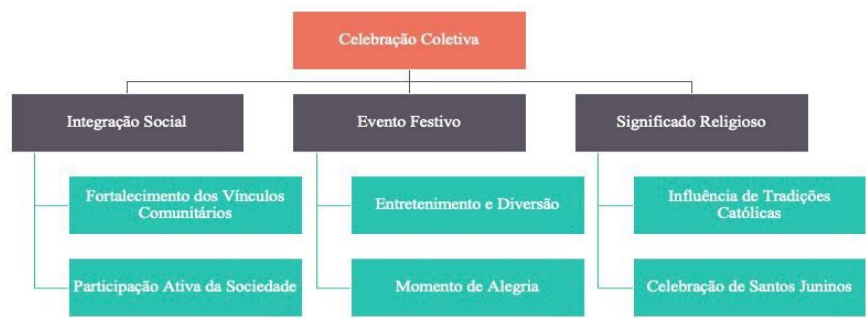 Celebração Coletiva
Integração Social
Evento Festivo
Significado Religioso
Fortalecimento dos Vínculos
Comunitários
Entretenimento e Diversão
Influência de Tradições
Católicas
Participação Ativa da Sociedade
Momento de Alegria
Celebração de Santos Juninos